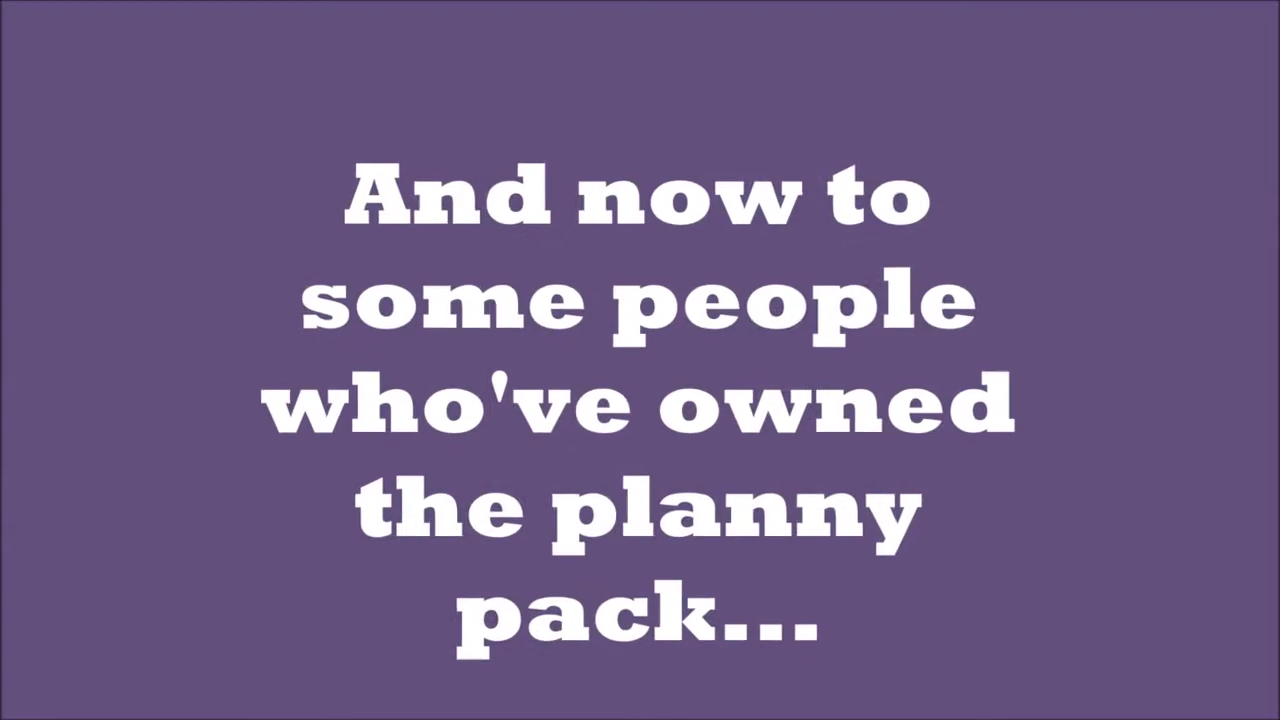 And now to
some people
who've owned
the planny
pack...